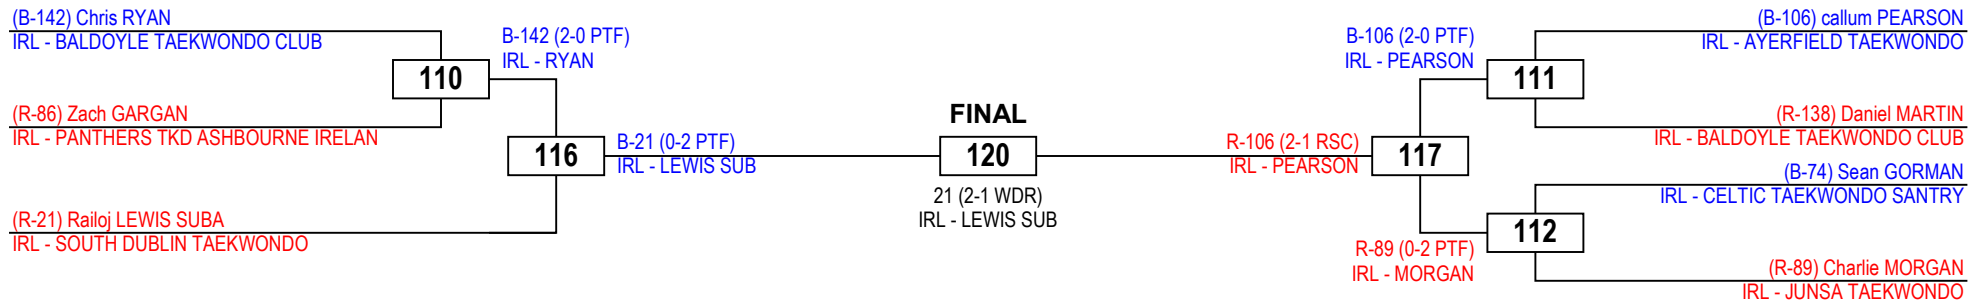 (B-142) Chris RYAN
IRL - BALDOYLE TAEKWONDO CLUB
110
(R-86) Zach GARGAN
IRL - PANTHERS TKD ASHBOURNE IRELAN
B-142 (2-0 PTF)
IRL - RYAN
116
(R-21) Railoj LEWIS SUBA
IRL - SOUTH DUBLIN TAEKWONDO
B-21 (0-2 PTF)
IRL - LEWIS SUB
FINAL
120
21 (2-1 WDR)
IRL - LEWIS SUB
R-106 (2-1 RSC)
IRL - PEARSON
117
B-106 (2-0 PTF)
IRL - PEARSON
R-89 (0-2 PTF)
IRL - MORGAN
(B-106) callum PEARSON
IRL - AYERFIELD TAEKWONDO
111
(R-138) Daniel MARTIN
IRL - BALDOYLE TAEKWONDO CLUB
(B-74) Sean GORMAN
IRL - CELTIC TAEKWONDO SANTRY
112
(R-89) Charlie MORGAN
IRL - JUNSA TAEKWONDO